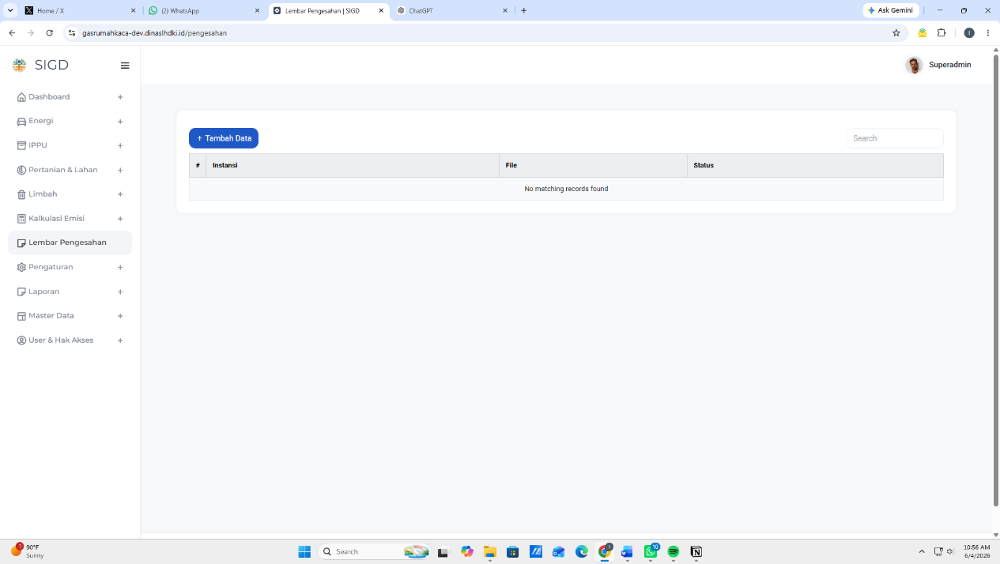 Home / X
(2) WhatsApp
Lembar Pengesahan | SIGD
ChatGPT
Ask Gemini
gasrumahkaca-dev.dinaslhdki.id/pengesahan
I
SIGD
Superadmin
Dashboard +
Energi +
IPPU +
Pertanian & Lahan +
Limbah +
Kalkulasi Emisi +
Lembar Pengesahan
Pengaturan +
Laporan +
Master Data +
User & Hak Akses +
+ Tambah Data
Search
# Instansi File Status
No matching records found
1
90°F
Sunny
Search
10
10:56 AM
6/4/2026